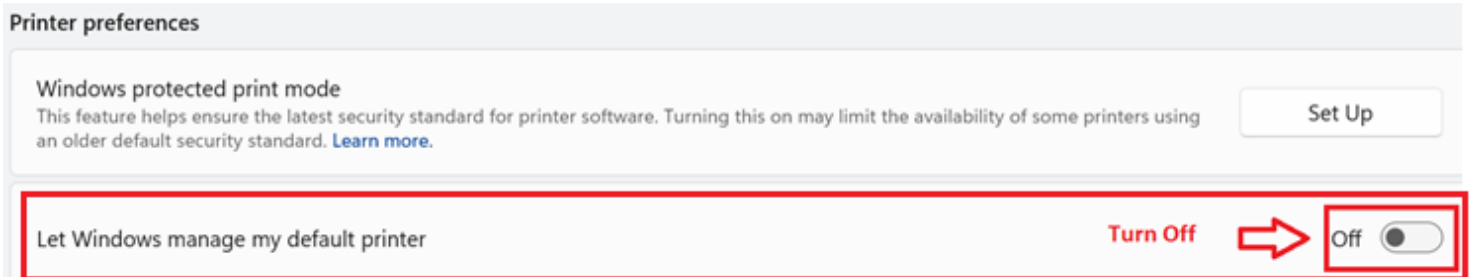 Printer preferences
Windows protected print mode
This feature helps ensure the latest security standard for printer software. Turning this on may limit the availability of some printers using
an older default security standard. Learn more.
Set Up
Let Windows manage my default printer
Turn Off
Off